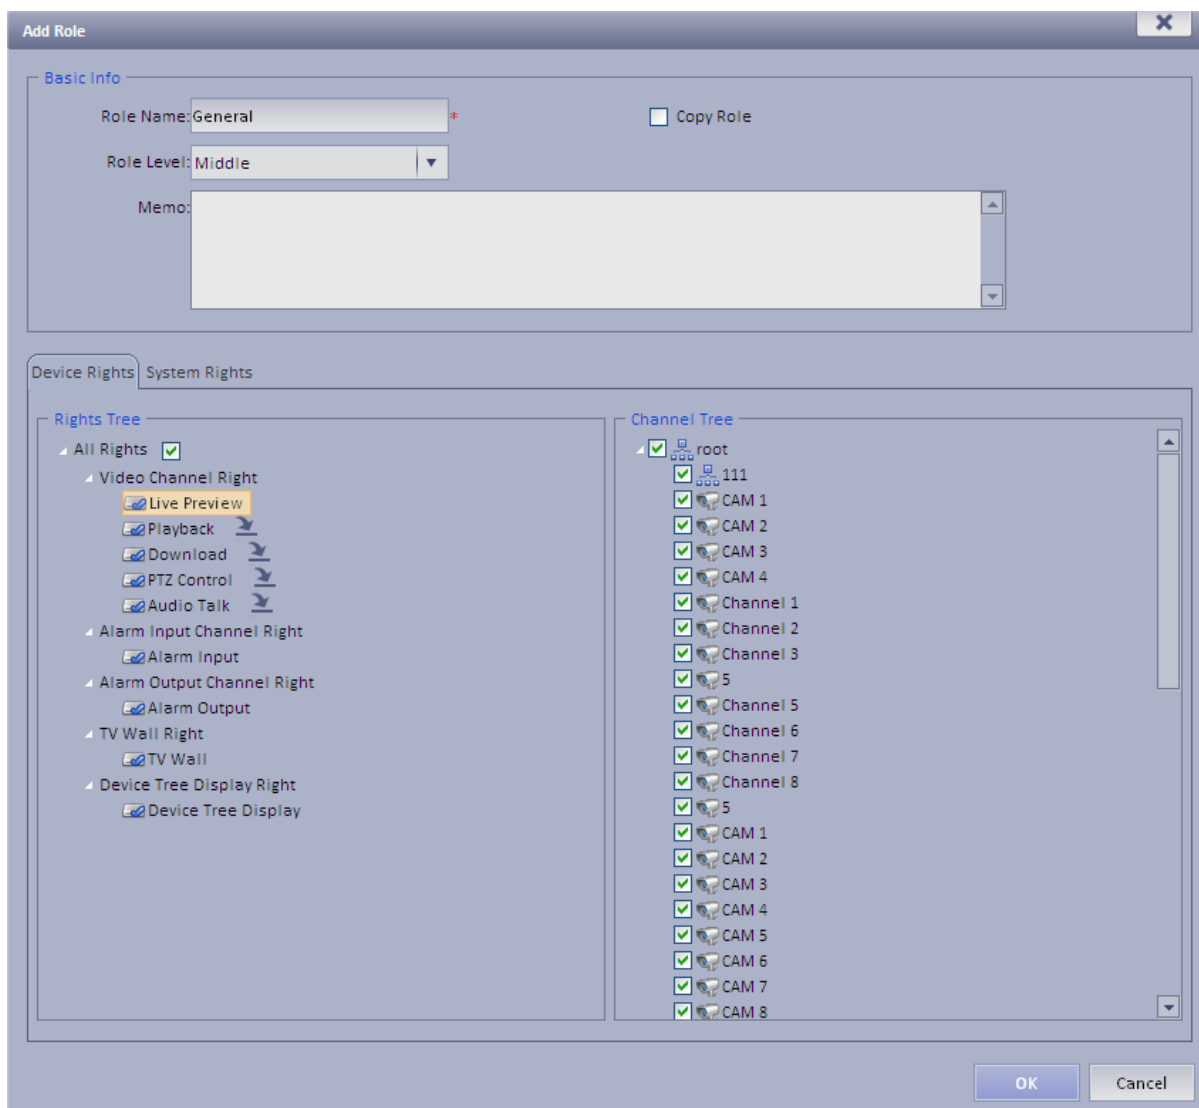 Add Role
Basic Info
Role Name: General *
Copy Role
Role Level: Middle
Memo:
Device Rights System Rights
Rights Tree
All Rights
Video Channel Right
Live Preview
Playback
Download
PTZ Control
Audio Talk
Alarm Input Channel Right
Alarm Input
Alarm Output Channel Right
Alarm Output
TV Wall Right
TV Wall
Device Tree Display Right
Device Tree Display
Channel Tree
root
111
CAM 1
CAM 2
CAM 3
CAM 4
Channel 1
Channel 2
Channel 3
5
Channel 5
Channel 6
Channel 7
Channel 8
5
CAM 1
CAM 2
CAM 3
CAM 4
CAM 5
CAM 6
CAM 7
CAM 8
OK Cancel